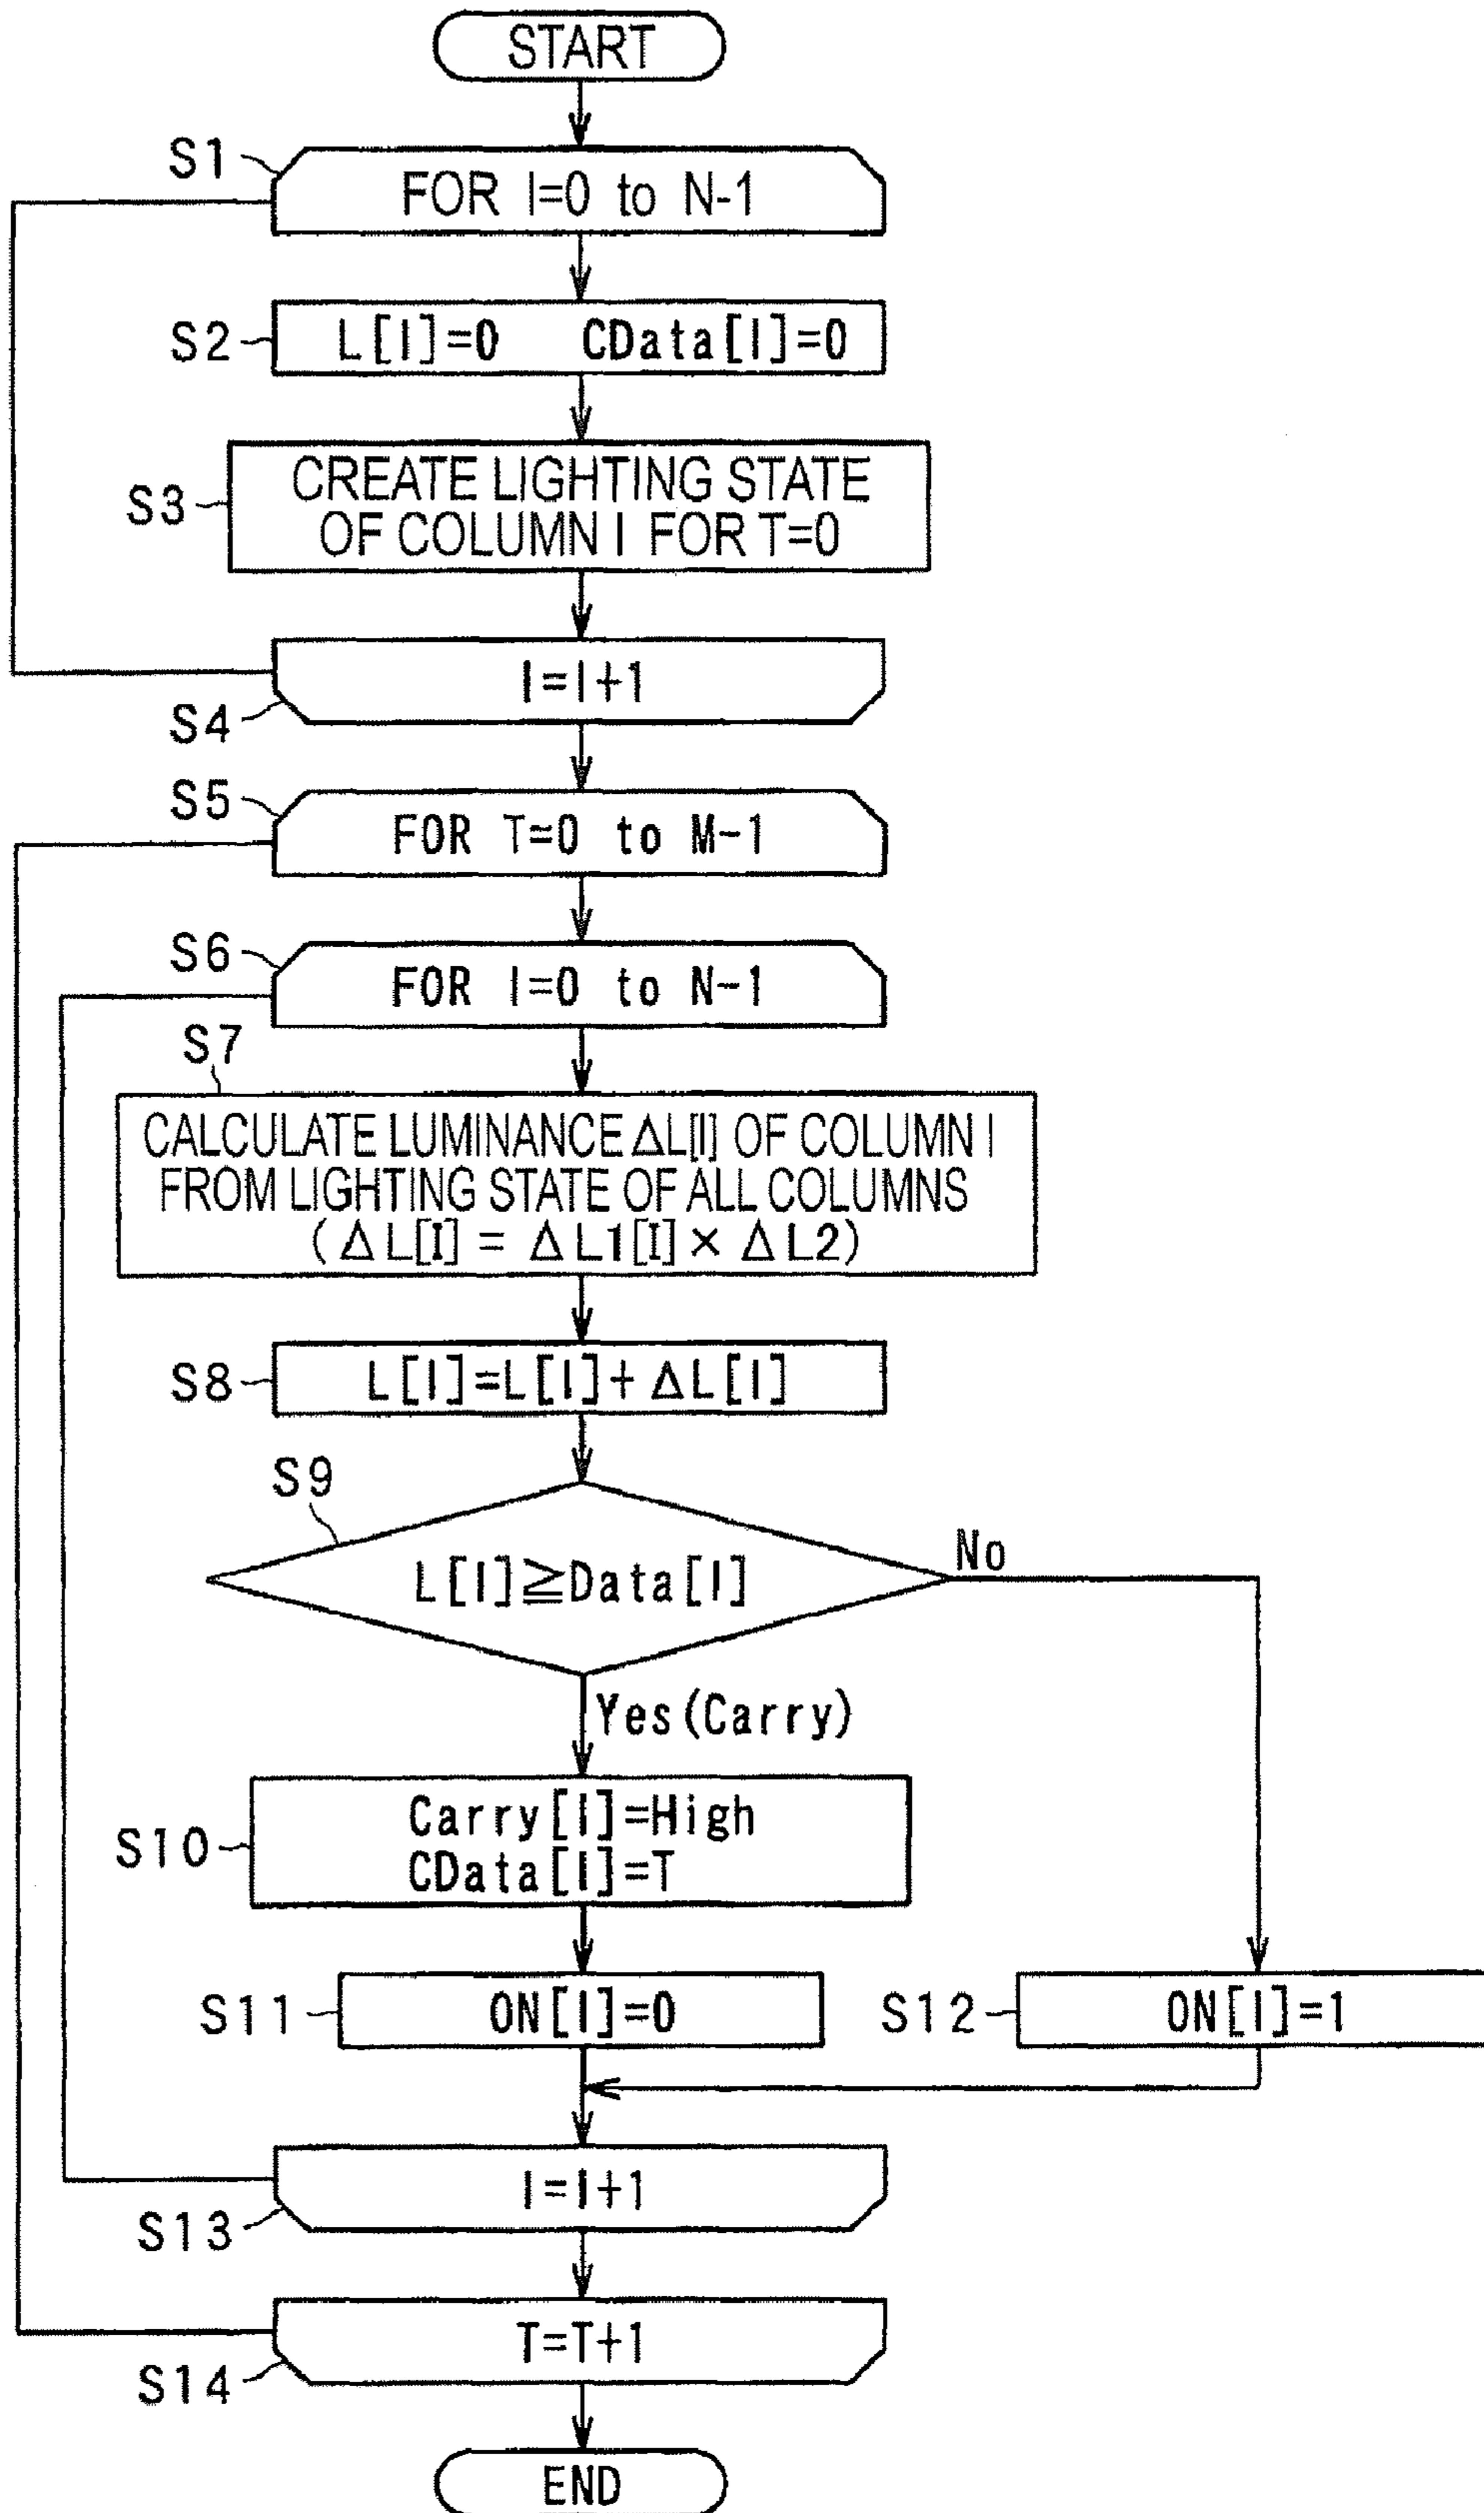 START
S1
FOR I=0 to N-1
S2
L[I]=0 CData[I]=0
S3
CREATE LIGHTING STATE
OF COLUMN I FOR T=0
I=I+1
S4
S5
FOR T=0 to M-1
S6
FOR I=0 to N-1
S7
CALCULATE LUMINANCE ΔL[I] OF COLUMN I
FROM LIGHTING STATE OF ALL COLUMNS
(ΔL[I] = ΔL1[I] × ΔL2)
S8
L[I]=L[I]+ΔL[I]
S9
L[I]≧Data[I]
No
Yes(Carry)
Carry[I]=High
S10
CData[I]=T
S11
ON[I]=0
S12
ON[I]=1
I=I+1
S13
T=T+1
S14
END